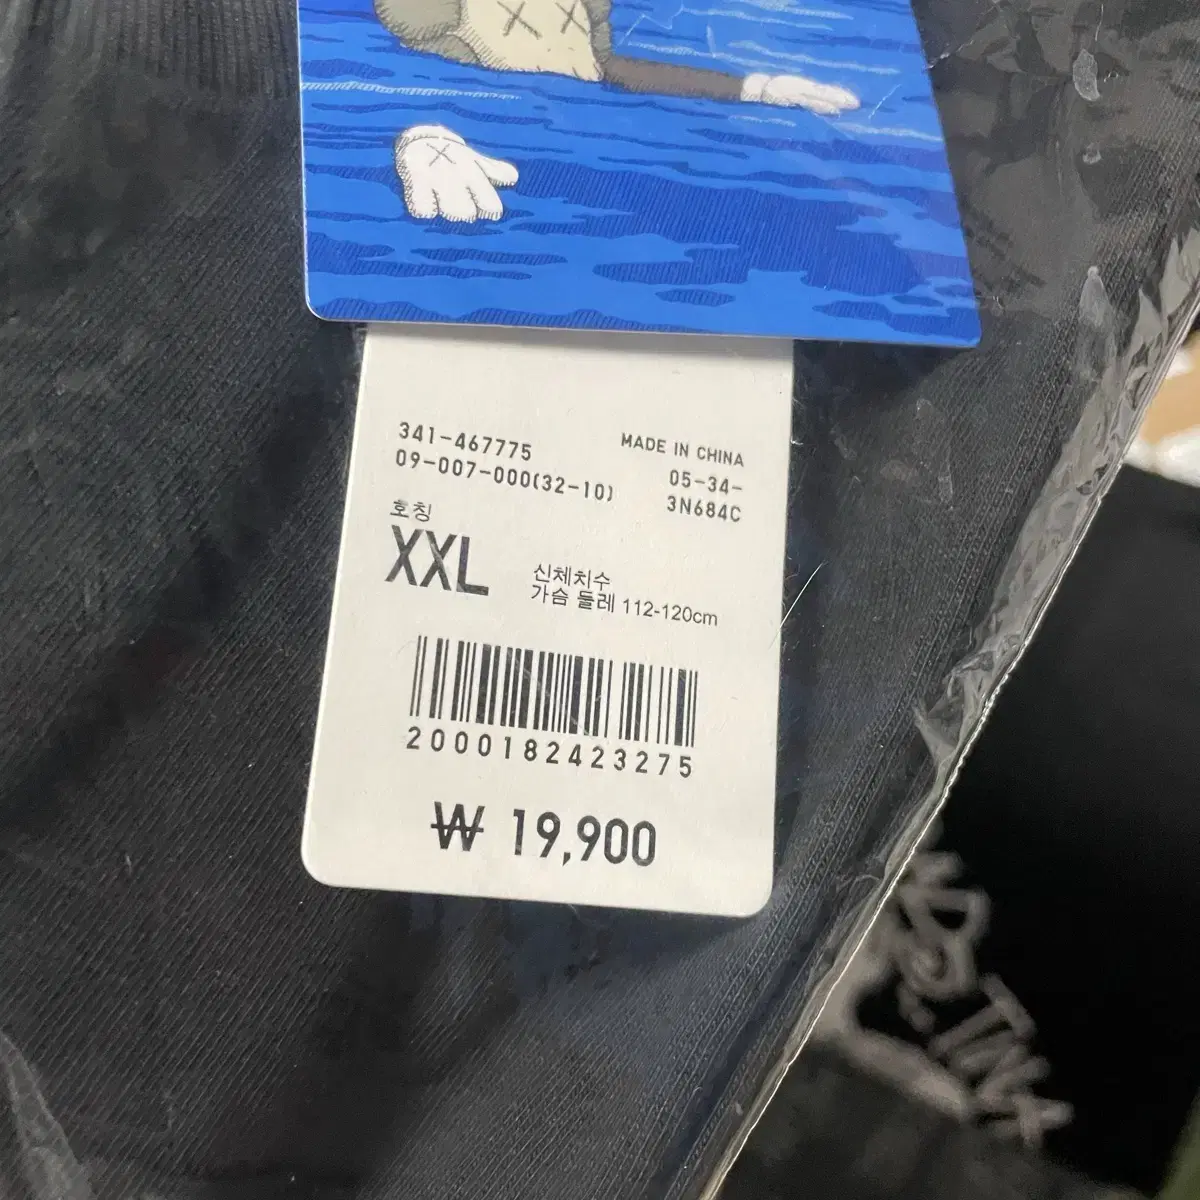 341-467775
MADE IN CHINA
09-007-000(32-10)
05-34-
3N684C
호칭
XXL
신체치수
가슴 둘레 112-120cm
2000182423275
₩ 19,900